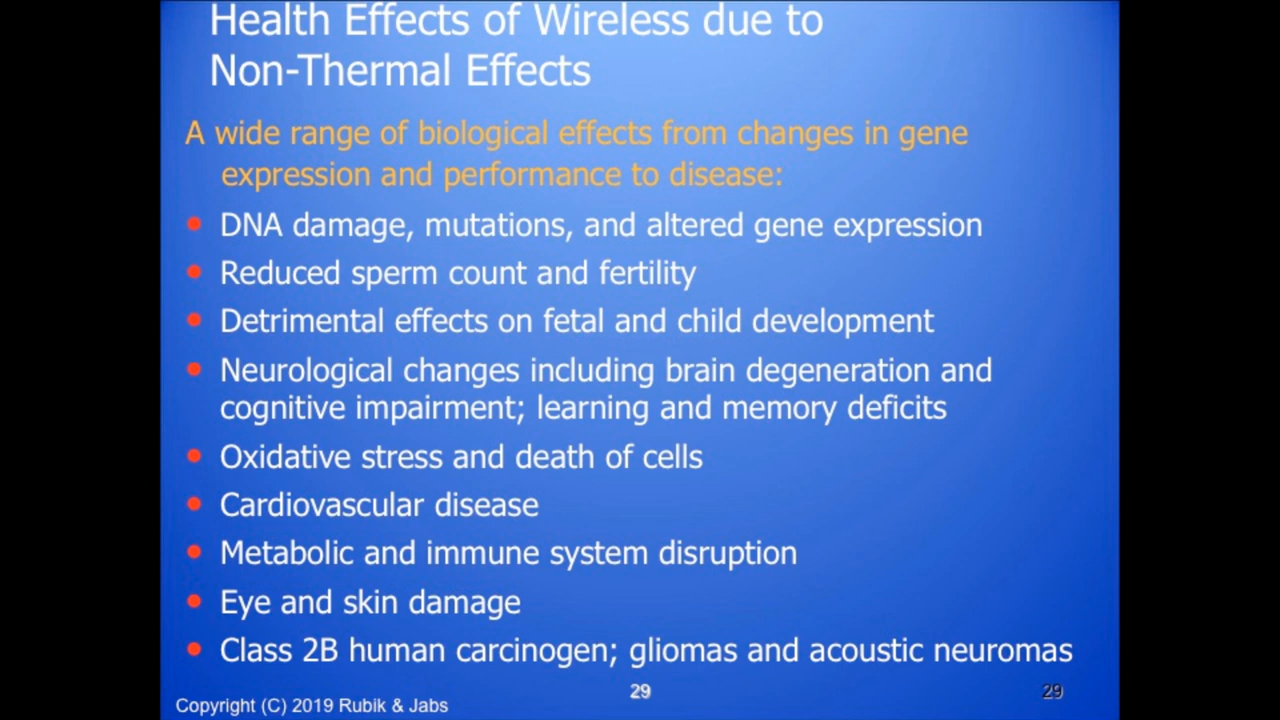 Health Effects of Wireless due to
Non-Thermal Effects
A wide range of biological effects from changes in gene
expression and performance to disease:
• DNA damage, mutations, and altered gene expression
• Reduced sperm count and fertility
• Detrimental effects on fetal and child development
• Neurological changes including brain degeneration and
cognitive impairment; learning and memory deficits
• Oxidative stress and death of cells
• Cardiovascular disease
• Metabolic and immune system disruption
• Eye and skin damage
• Class 2B human carcinogen; gliomas and acoustic neuromas
29
29
Copyright (C) 2019 Rubik & Jabs